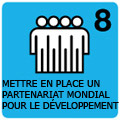 8
METTRE EN PLACE UN
PARTENARIAT MONDIAL
POUR LE DÉVELOPPEMENT